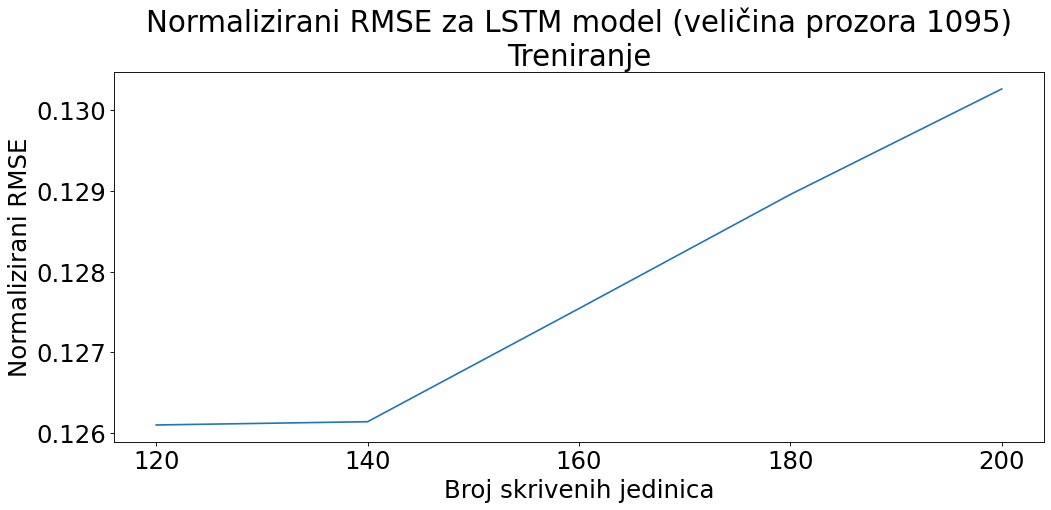 Normalizirani RMSE za LSTM model (veličina prozora 1095)
Treniranje
Normalizirani RMSE
0.130
0.129
0.128
0.127
0.126
120 140 160 180 200
Broj skrivenih jedinica